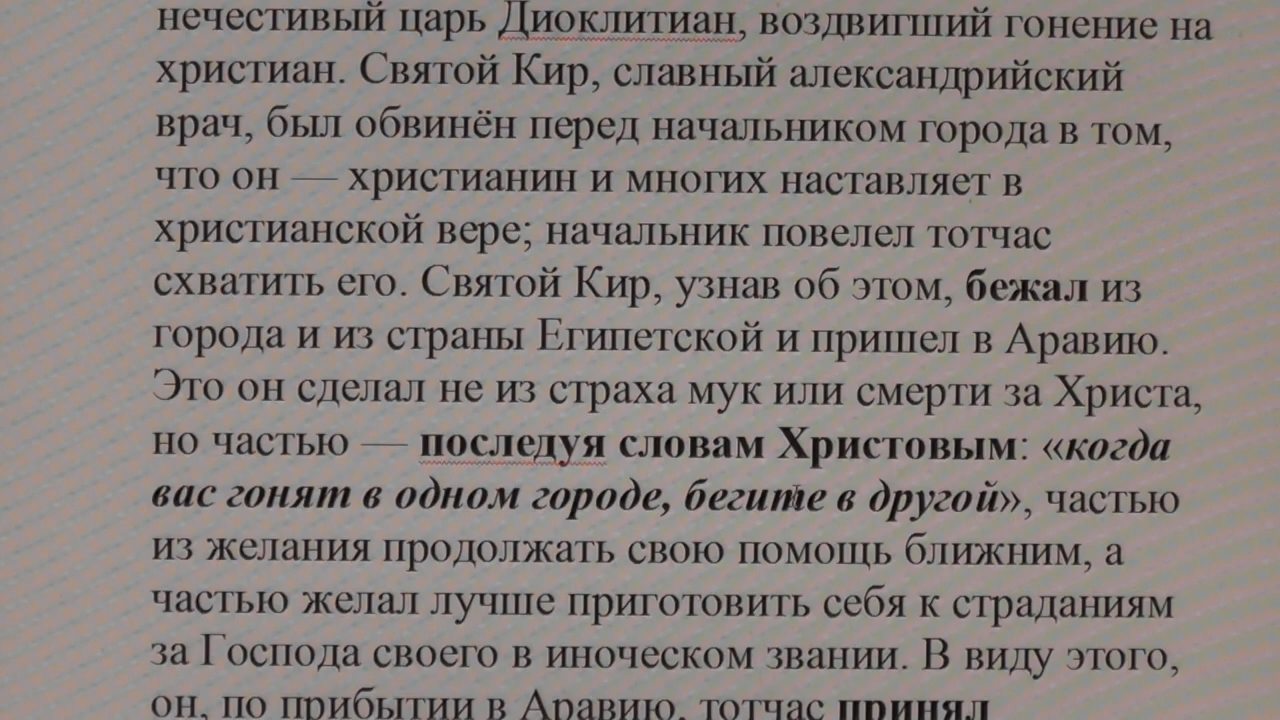 нечестивый царь Диоклитиан, воздвигший гонение на
христиан. Святой Кир, славный александрийский
врач, был обвинён перед начальником города в том,
что он — христианин и многих наставляет в
христианской вере; начальник повелел тотчас
схватить его. Святой Кир, узнав об этом, бежал из
города и из страны Египетской и пришел в Аравию.
Это он сделал не из страха мук или смерти за Христа,
но частью — последуя словам Христовым: «когда
вас гонят в одном городе, бегите в другой», частью
из желания продолжать свою помощь ближним, а
частью желал лучше приготовить себя к страданиям
за Господа своего в иноческом звании. В виду этого,
он, по прибытии в Аравию, тотчас принял